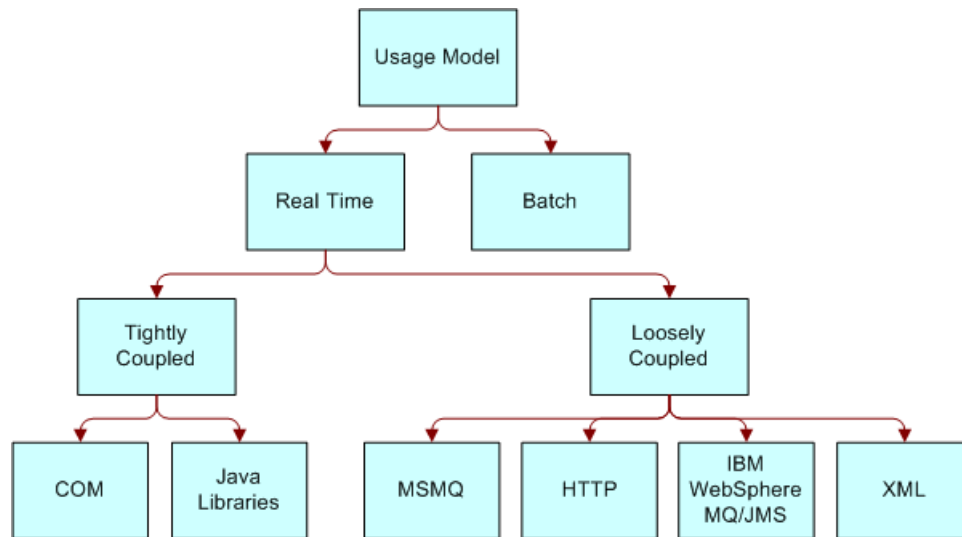 Usage Model
Real Time
Batch
Tightly
Coupled
Loosely
Coupled
COM
Java
Libraries
MSMQ
HTTP
IBM
WebSphere
MQ/JMS
XML